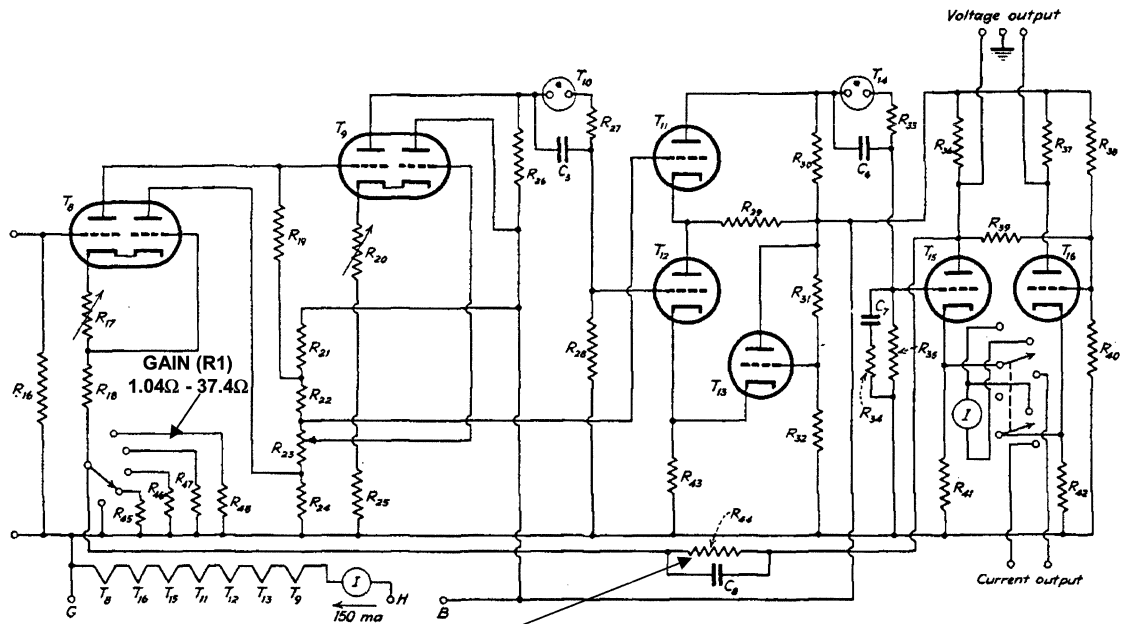 Voltage output
T10
T14
T9
R27
T11
R33
C5
C6
R36
R37
R38
R26
R30
T8
R19
R29
R39
R20
T12
T15
T16
R31
C7
R17
R21
R35
R40
GAIN (R1)
1.04Ω - 37.4Ω
R28
T13
R16
R18
R22
R34
I
R32
R23
R47
R46
R48
R43
R41
R42
R45
R24
R25
R44
C8
Current output
T8
T16
T15
T11
T12
T13
T9
I
G
H
B
150 ma